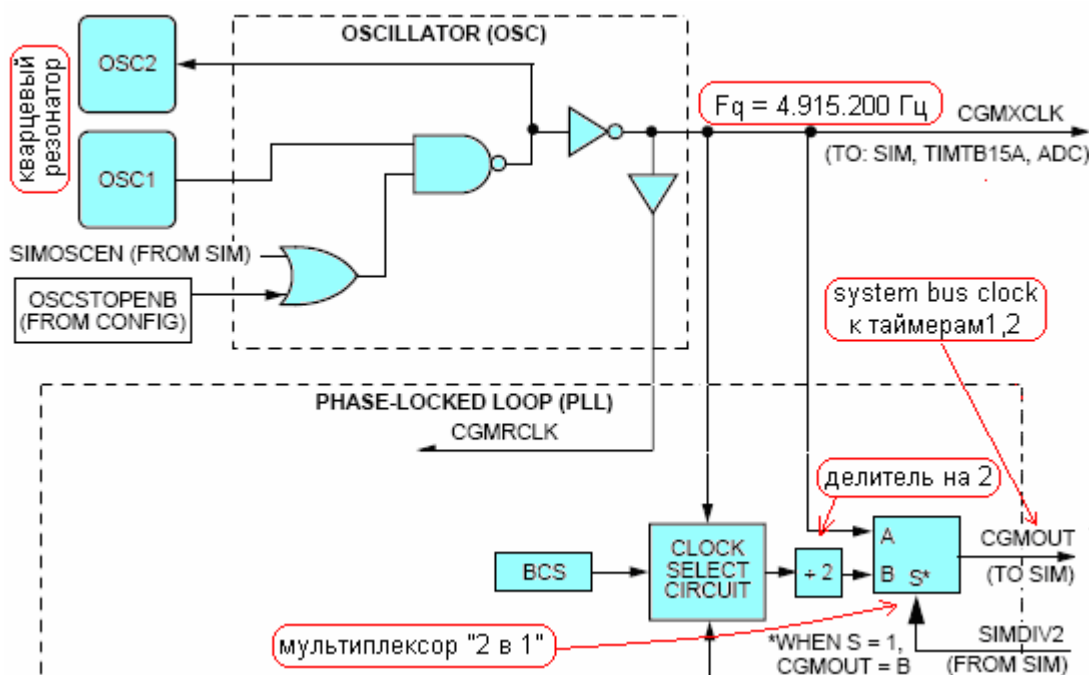 OSCILLATOR (OSC)
кварцевый
резонатор
OSC2
OSC1
Fq = 4.915.200 Гц
CGMXCLK
(TO: SIM, TIMTB15A, ADC)
SIMOSCEN (FROM SIM)
OSCSTOPENB
(FROM CONFIG)
system bus clock
к таймерам1,2
PHASE-LOCKED LOOP (PLL)
CGMRCLK
делитель на 2
BCS
CLOCK
SELECT
CIRCUIT
÷ 2
A
B S*
CGMOUT
(TO SIM)
мультиплексор "2 в 1"
*WHEN S = 1,
CGMOUT = B
SIMDIV2
(FROM SIM)